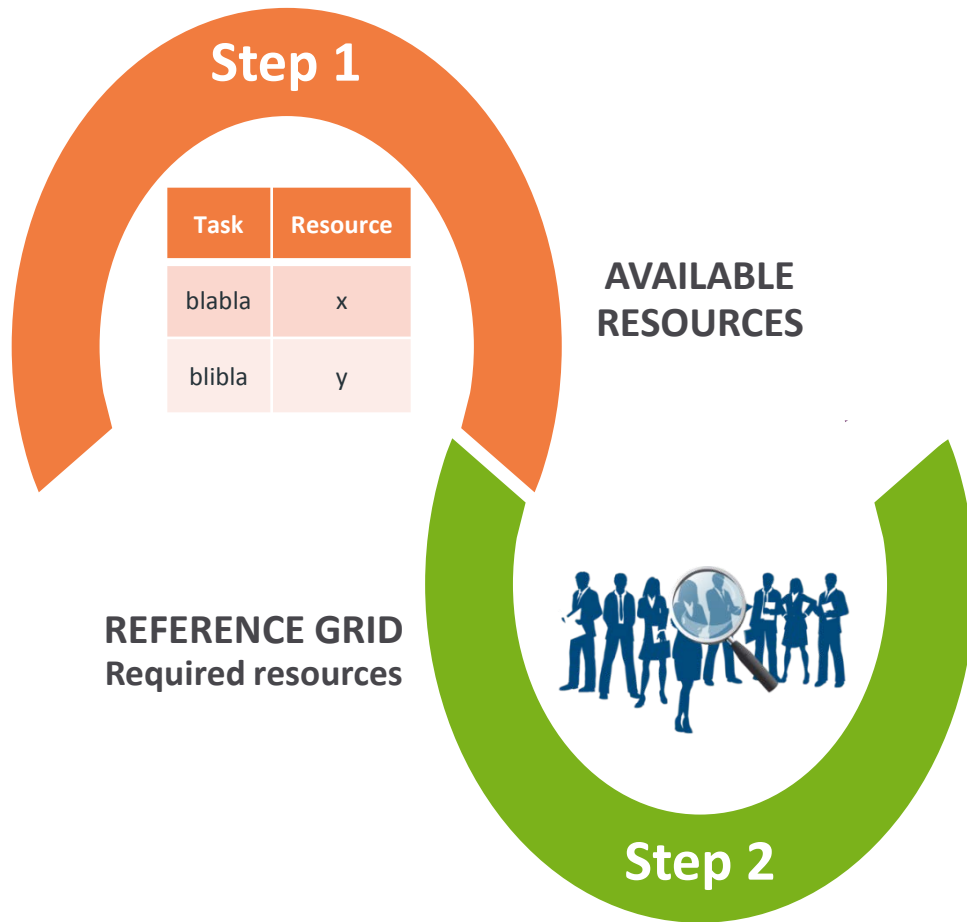 Step 1
Task Resource
blabla x
blibla y
AVAILABLE
RESOURCES
REFERENCE GRID
Required resources
Step 2